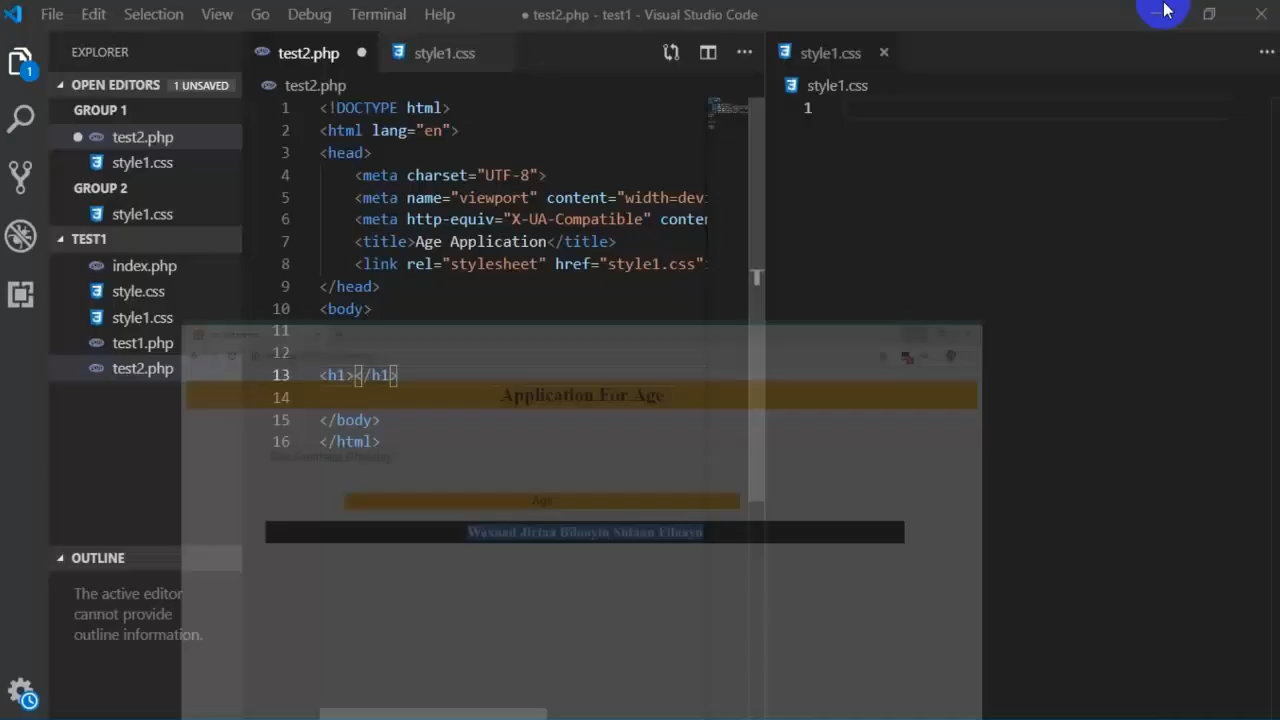 File Edit Selection View Go Debug Terminal Help
● test2.php - test1 - Visual Studio Code
EXPLORER
OPEN EDITORS 1 UNSAVED
GROUP 1
test2.php
style1.css
GROUP 2
style1.css
TEST1
index.php
style.css
style1.css
test1.php
test2.php
OUTLINE
The active editor
cannot provide
outline information.
1
test2.php
style1.css
test2.php
1 <!DOCTYPE html>
2 <html lang="en">
3 <head>
4 <meta charset="UTF-8">
5 <meta name="viewport" content="width=devi
6 <meta http-equiv="X-UA-Compatible" conten
7 <title>Age Application</title>
8 <link rel="stylesheet" href="style1.css">
9 </head>
10 <body>
11
12
13 <h1></h1>
14
15 </body>
16 </html>
style1.css
style1.css
1
Application For Age
Age
Waxaad Jirtaa Bilooyin Sidaan Eilaayn